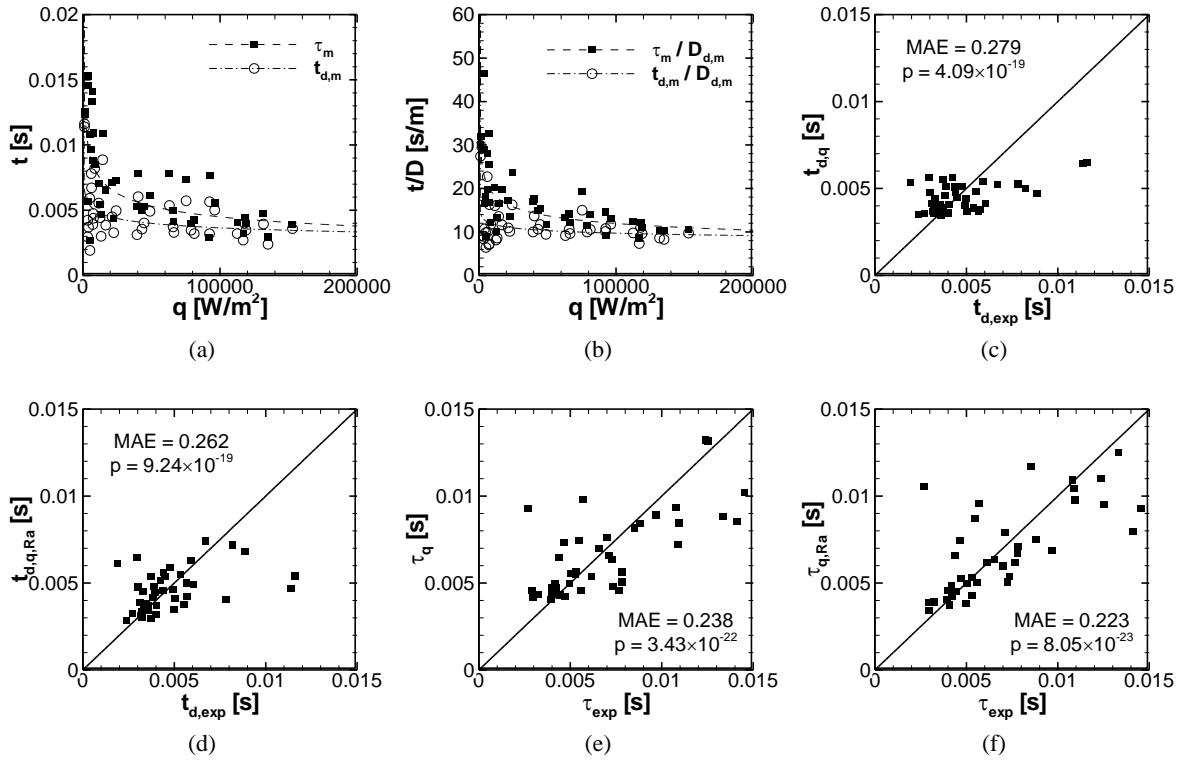 0.02
0.015
0.01
0.005
0
t [s]
τm
td,m
0
100000
200000
q [W/m²]
(a)
60
50
40
30
20
10
0
t/D [s/m]
τm / Dd,m
td,m / Dd,m
0
100000
200000
q [W/m²]
(b)
0.015
0.01
0.005
0
td,q [s]
MAE = 0.279
p = 4.09×10⁻¹⁹
0
0.005
0.01
0.015
td,exp [s]
(c)
0.015
0.01
0.005
0
td,q,Ra [s]
MAE = 0.262
p = 9.24×10⁻¹⁹
0
0.005
0.01
0.015
td,exp [s]
(d)
0.015
0.01
0.005
0
τq [s]
MAE = 0.238
p = 3.43×10⁻²²
0
0.005
0.01
0.015
τexp [s]
(e)
0.015
0.01
0.005
0
τq,Ra [s]
MAE = 0.223
p = 8.05×10⁻²³
0
0.005
0.01
0.015
τexp [s]
(f)